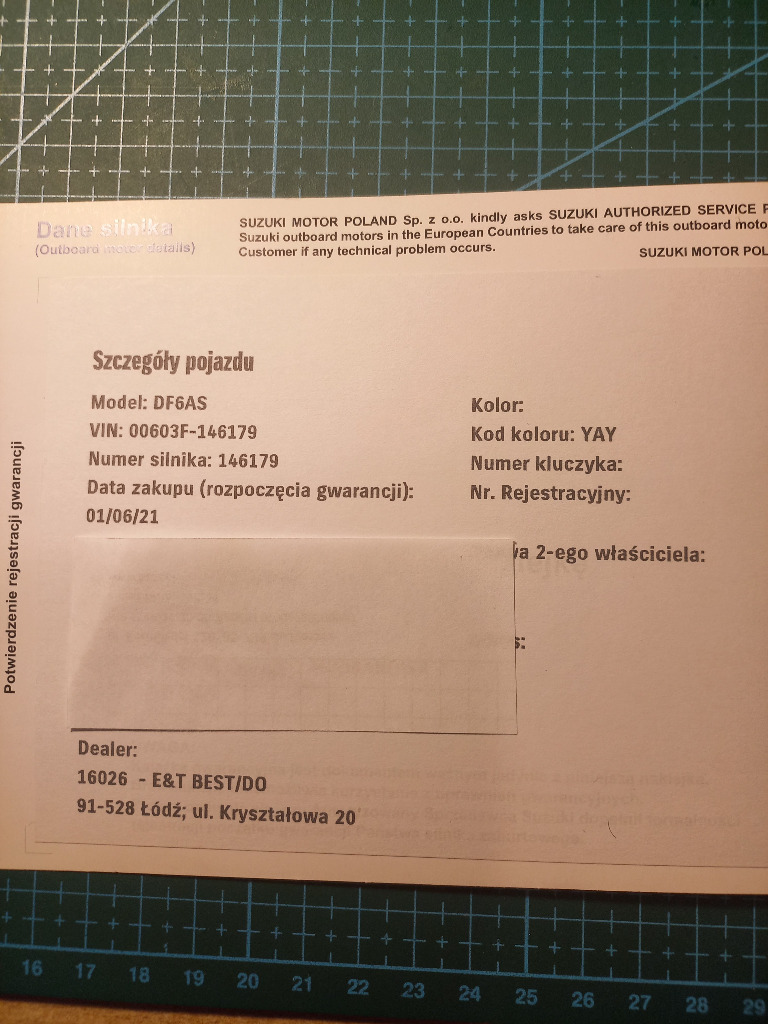 Dane silnika
(Outboard motor details)
SUZUKI MOTOR POLAND Sp. z o.o. kindly asks SUZUKI AUTHORIZED SERVICE
Suzuki outboard motors in the European Countries to take care of this outboard moto
Customer if any technical problem occurs.
SUZUKI MOTOR POL
Potwierdzenie rejestracji gwarancji
Szczegóły pojazdu
Model: DF6AS
VIN: 00603F-146179
Numer silnika: 146179
Data zakupu (rozpoczęcia gwarancji):
01/06/21
Kolor:
Kod koloru: YAY
Numer kluczyka:
Nr. Rejestracyjny:
a 2-ego właściciela:
s:
Dealer:
16026 - E&T BEST/DO
91-528 Łódź; ul. Kryształowa 20
16 17 18 19 20 21 22 23 24 25 26 27 28 29